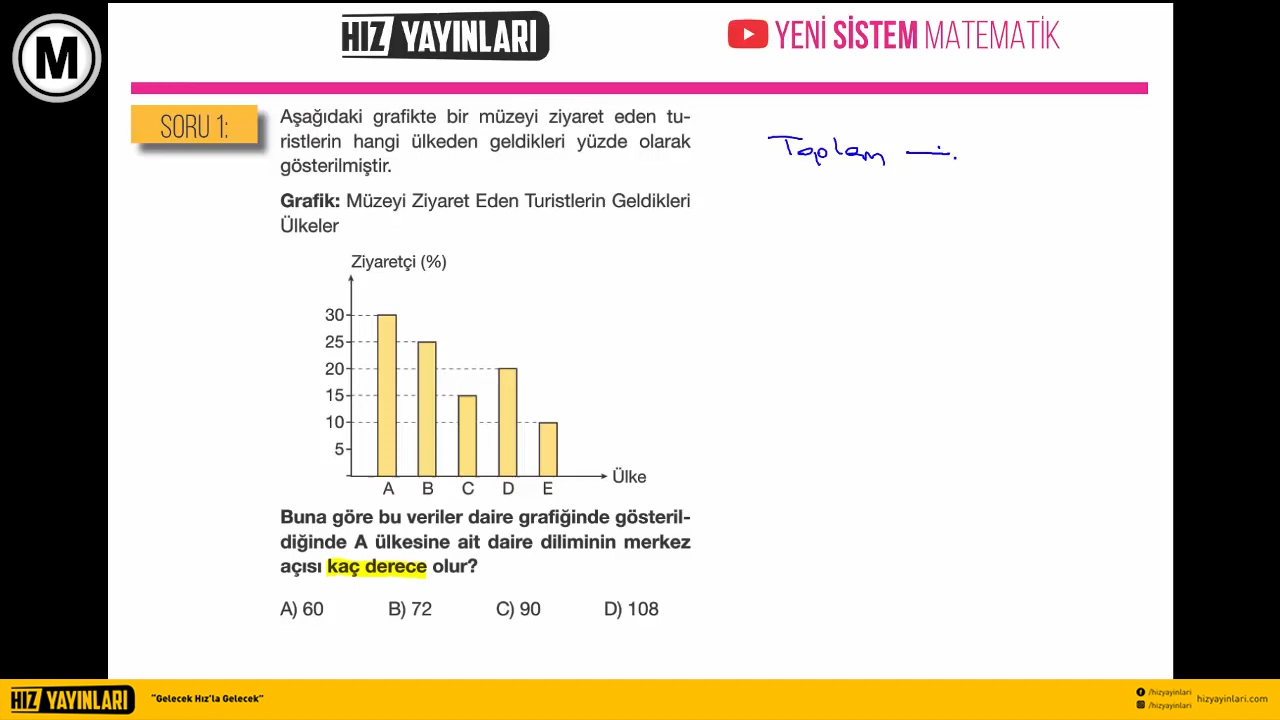 M
HIZ YAYINLARI
YENİ SİSTEM MATEMATİK
SORU 1:
Aşağıdaki grafikte bir müzeyi ziyaret eden tu-
ristlerin hangi ülkeden geldikleri yüzde olarak
gösterilmiştir.
Grafik: Müzeyi Ziyaret Eden Turistlerin Geldikleri
Ülkeler
Toplam
Ziyaretçi (%)
30
25
20
15
10
5
A B C D E
Ülke
Buna göre bu veriler daire grafiğinde gösteril-
diğinde A ülkesine ait daire diliminin merkez
açısı kaç derece olur?
A) 60 B) 72 C) 90 D) 108
HIZ YAYINLARI
"Gelecek Hız'la Gelecek"
/hizyayinlari
/hizyayinlari
hizyayinlari.com